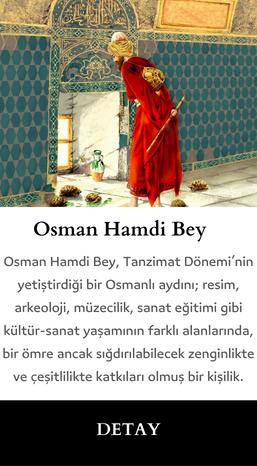 Osman Hamdi Bey
Osman Hamdi Bey, Tanzimat Dönemi’nin
yetiştirdiği bir Osmanlı aydını; resim,
arkeoloji, müzecilik, sanat eğitimi gibi
kültür-sanat yaşamının farklı alanlarında,
bir ömre ancak sığdırılabilecek zenginlikte
ve çeşitlilikte katkıları olmuş bir kişilik.
DETAY